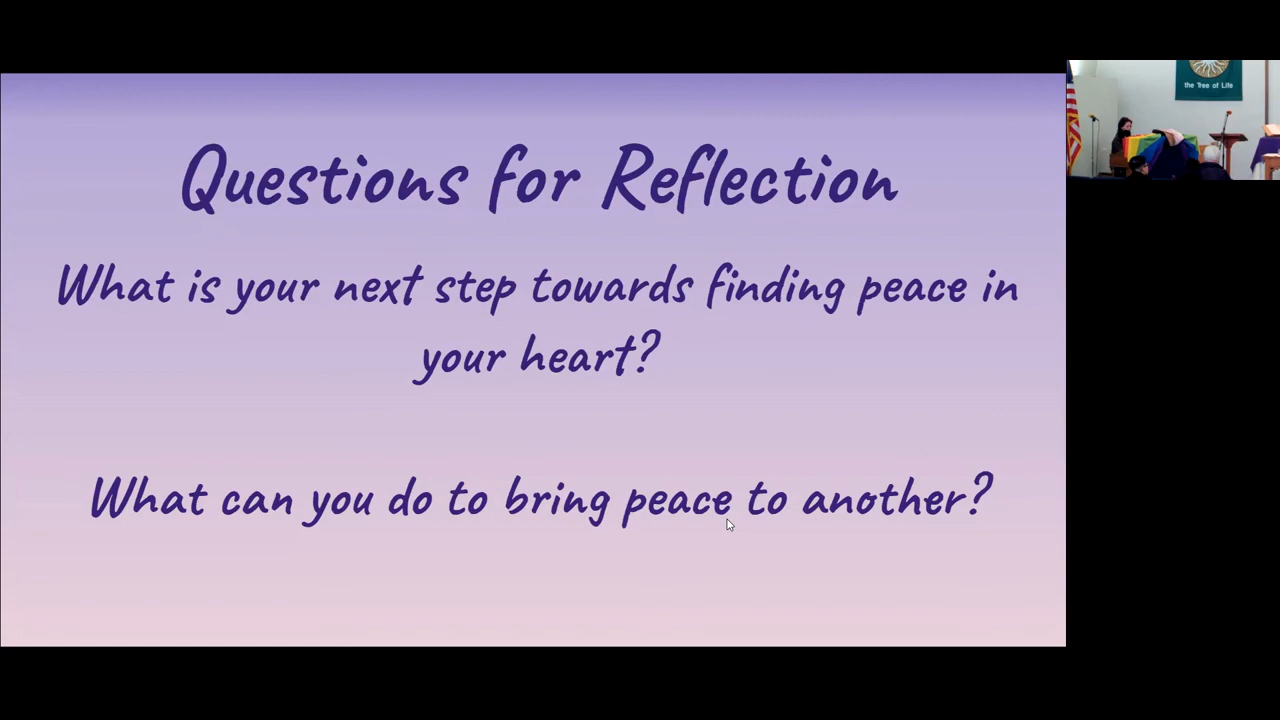 Questions for Reflection
What is your next step towards finding peace in
your heart?
What can you do to bring peace to another?
the Tree of Life